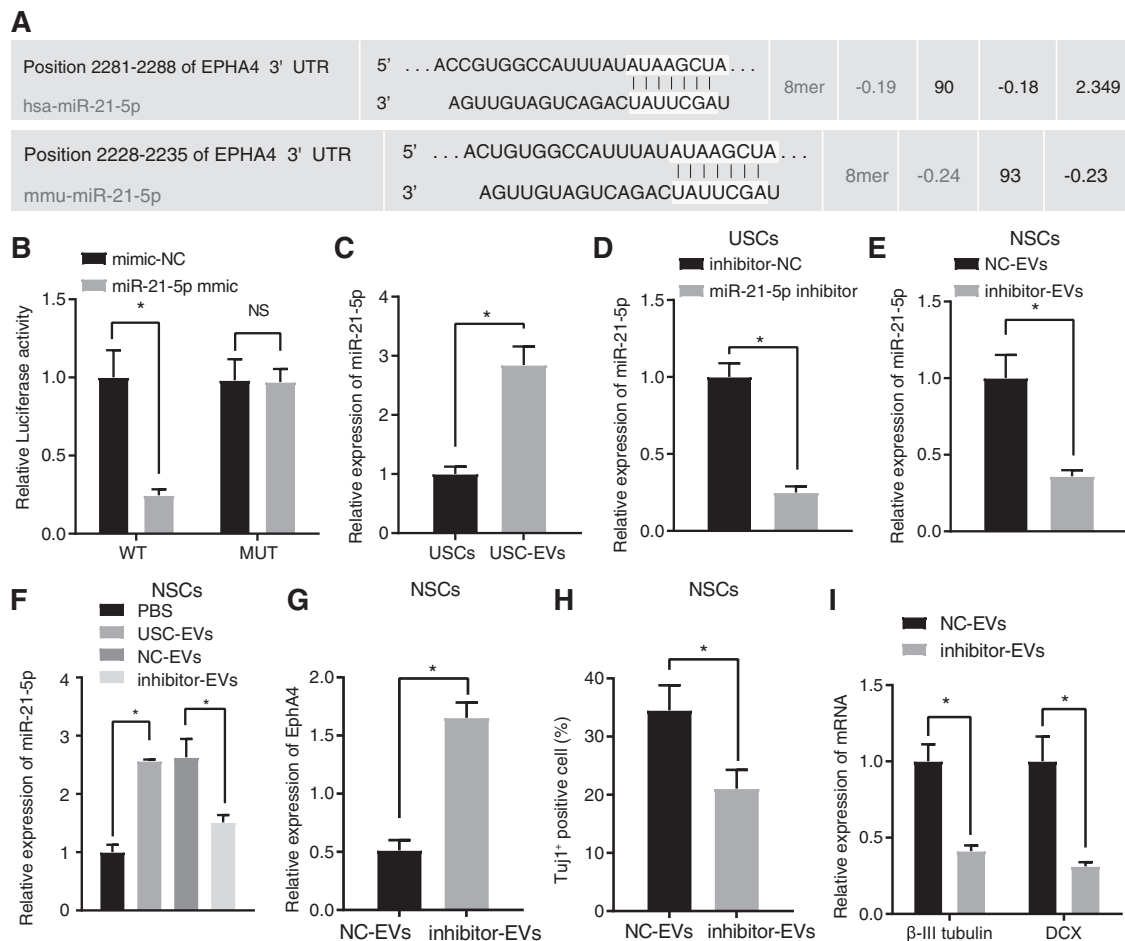 A
Position 2281-2288 of EPHA4 3' UTR
5' ...ACCGUGGCCAUUUAUAUAAGCUA...
hsa-miR-21-5p
3' AGUUGUAGUCAGACUAUUCGAU
8mer -0.19 90 -0.18 2.349
Position 2228-2235 of EPHA4 3' UTR
5' ...ACUGUGGCCAUUUAUAUAAGCUA...
mmu-miR-21-5p
3' AGUUGUAGUCAGACUAUUCGAU
8mer -0.24 93 -0.23
B
mimic-NC
miR-21-5p mmic
Relative Luciferase activity
1.5
1.0
0.5
0.0
*
NS
WT MUT
C
Relative expression of miR-21-5p
4
3
2
1
0
*
USCs USC-EVs
D
USCs
inhibitor-NC
miR-21-5p inhibitor
Relative expression of miR-21-5p
1.5
1.0
0.5
0.0
*
E
NSCs
NC-EVs
inhibitor-EVs
Relative expression of miR-21-5p
1.5
1.0
0.5
0.0
*
F
NSCs
PBS
USC-EVs
NC-EVs
inhibitor-EVs
Relative expression of miR-21-5p
4
3
2
1
0
*
*
G
NSCs
Relative expression of EphA4
2.0
1.5
1.0
0.5
0.0
*
NC-EVs inhibitor-EVs
H
NSCs
Tuj1+ positive cell (%)
40
30
20
10
0
*
NC-EVs inhibitor-EVs
I
NC-EVs
inhibitor-EVs
Relative expression of mRNA
1.5
1.0
0.5
0.0
*
*
β-III tubulin DCX